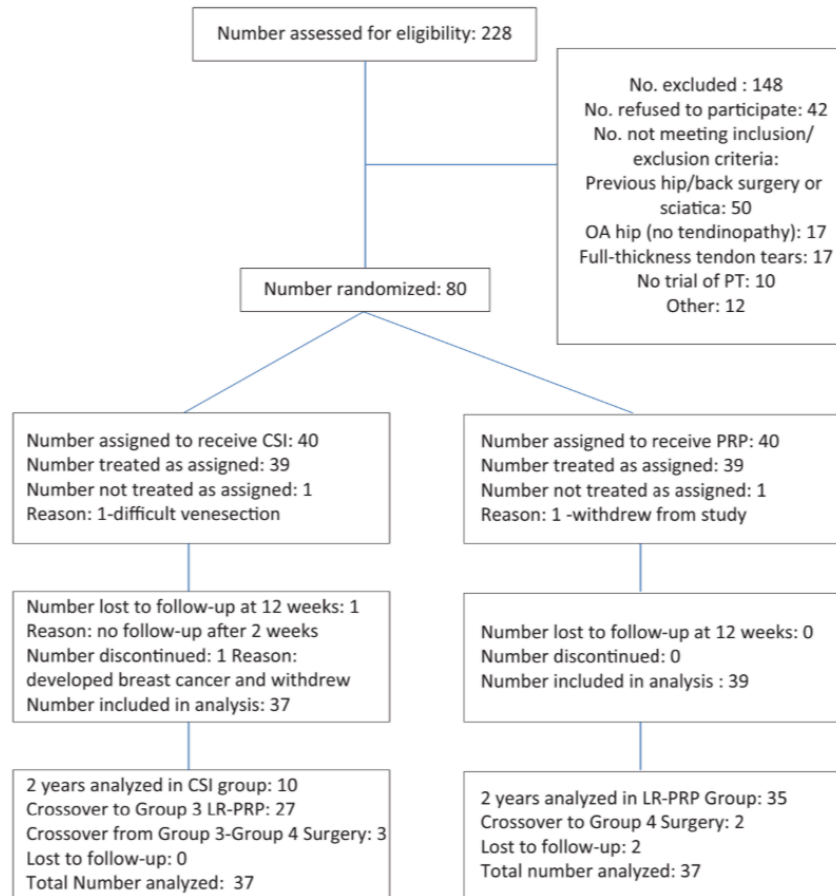 Number assessed for eligibility: 228
No. excluded : 148
No. refused to participate: 42
No. not meeting inclusion/
exclusion criteria:
Previous hip/back surgery or
sciatica: 50
OA hip (no tendinopathy): 17
Full-thickness tendon tears: 17
No trial of PT: 10
Other: 12
Number randomized: 80
Number assigned to receive CSI: 40
Number treated as assigned: 39
Number not treated as assigned: 1
Reason: 1-difficult venesection
Number assigned to receive PRP: 40
Number treated as assigned: 39
Number not treated as assigned: 1
Reason: 1 -withdrew from study
Number lost to follow-up at 12 weeks: 1
Reason: no follow-up after 2 weeks
Number discontinued: 1 Reason:
developed breast cancer and withdrew
Number included in analysis: 37
Number lost to follow-up at 12 weeks: 0
Number discontinued: 0
Number included in analysis : 39
2 years analyzed in CSI group: 10
Crossover to Group 3 LR-PRP: 27
Crossover from Group 3-Group 4 Surgery: 3
Lost to follow-up: 0
Total Number analyzed: 37
2 years analyzed in LR-PRP Group: 35
Crossover to Group 4 Surgery: 2
Lost to follow-up: 2
Total number analyzed: 37